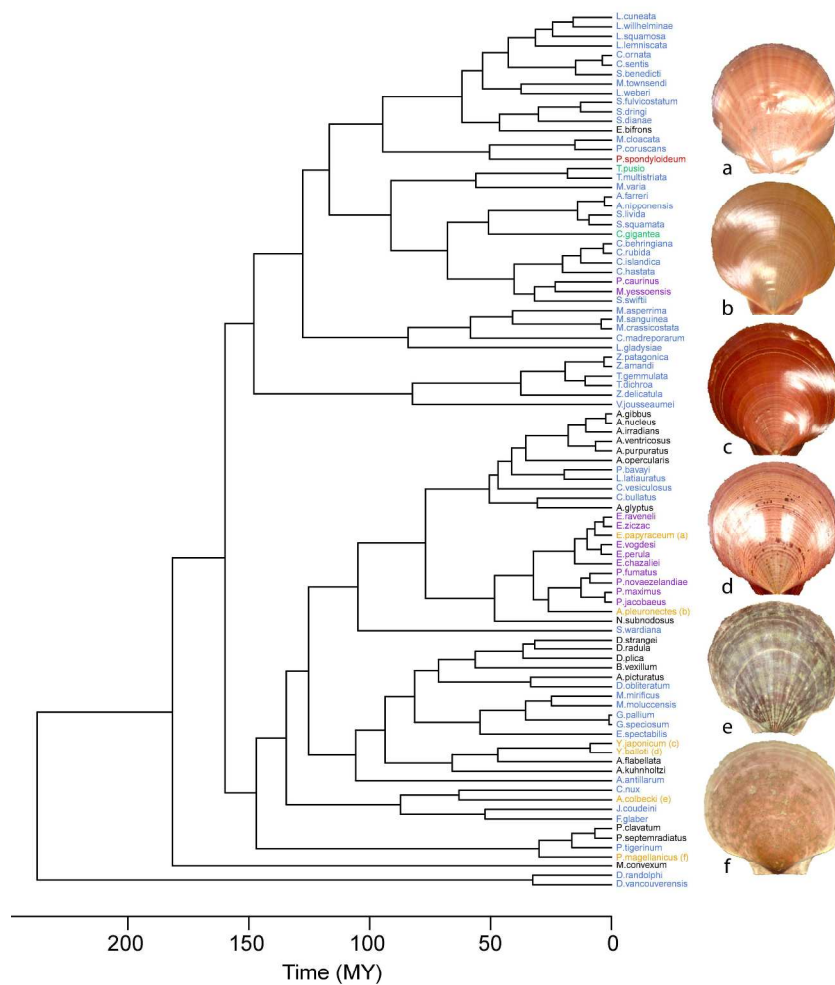 L.cuneata
L.willhelminae
L.squamosa
L.lemniscata
C.ornata
C.sentis
S.benedicti
M.townsendi
L.weberi
S.fulvicostatum
S.dringi
S.dianae
E.bifrons
M.cloacata
P.coruscans
P.spondyloideum
T.pusio
T.multistriata
M.varia
A.farreri
A.nipponensis
S.livida
S.squamata
C.gigantea
C.behringiana
C.rubida
C.islandica
C.hastata
P.caurinus
M.yessoensis
S.swiftii
M.asperrima
M.sanguinea
M.crassicostata
C.madreporarum
L.gladysiae
Z.patagonica
Z.amandi
T.gemmulata
T.dichroa
Z.delicatula
V.jousseaumei
A.gibbus
A.nucleus
A.irradians
A.ventricosus
A.purpuratus
A.opercularis
P.bavayi
L.latiauratus
C.vesiculosus
C.bullatus
A.glyptus
E.raveneli
E.ziczac
E.papyraceum (a)
E.vogdesi
E.perula
E.chazaliei
P.fumatus
P.novaezelandiae
P.maximus
P.jacobaeus
A.pleuronectes (b)
N.subnodosus
S.wardiana
D.strangei
D.radula
D.plica
B.vexillum
A.picturatus
D.obliteratum
M.mirificus
M.moluccensis
G.pallium
G.speciosum
E.spectabilis
Y.japonicum (c)
Y.balloti (d)
A.flabellata
A.kuhnholtzi
A.antillarum
C.nux
A.colbecki (e)
J.coudeini
F.glaber
P.clavatum
P.septemradiatus
P.tigerinum
P.magellanicus (f)
M.convexum
D.randolphi
D.vancouverensis
a
b
c
d
e
f
200 150 100 50 0
Time (MY)